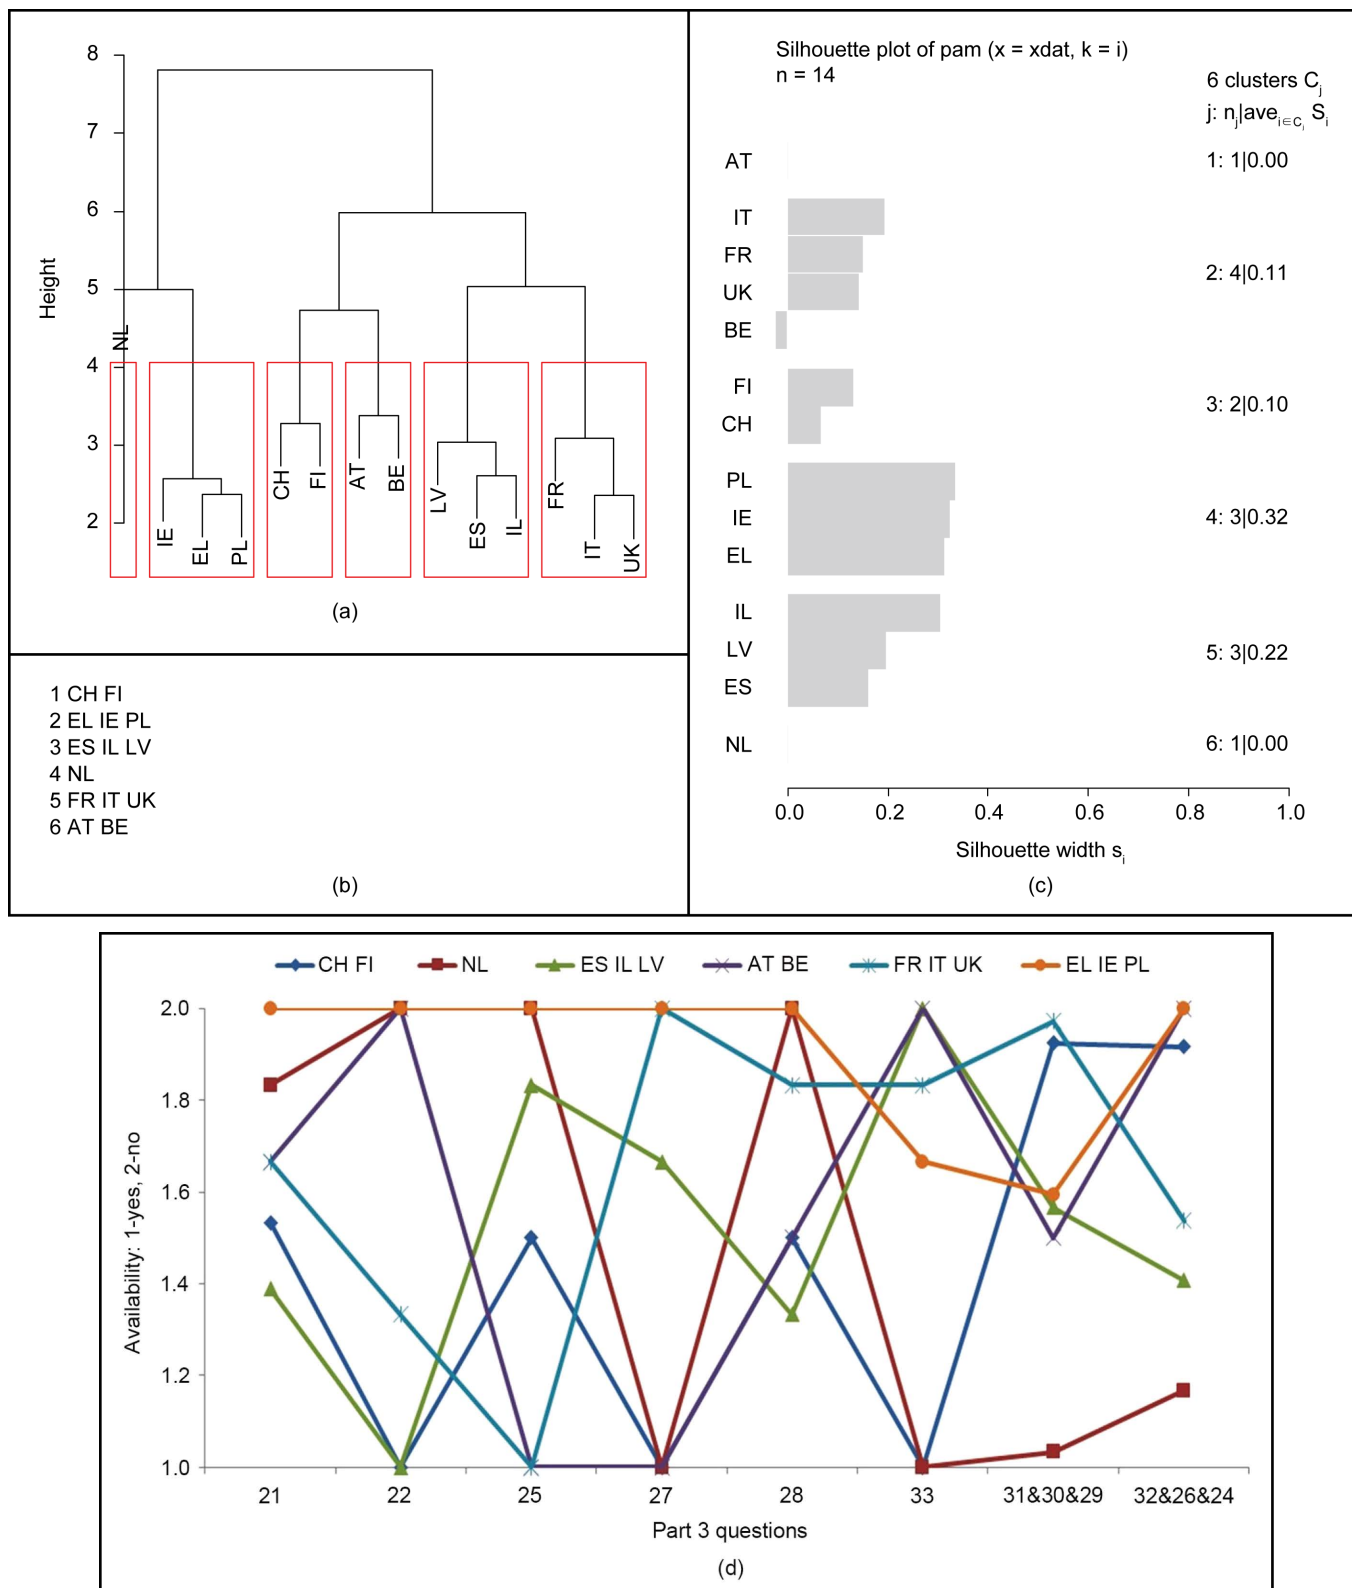 8
7
6
5
4
3
2
Height
NL
IE
EL
PL
CH
FI
AT
BE
LV
ES
IL
FR
IT
UK
(a)
1 CH FI
2 EL IE PL
3 ES IL LV
4 NL
5 FR IT UK
6 AT BE
(b)
Silhouette plot of pam (x = xdat, k = i)
n = 14
6 clusters Cj
j: nj|ave i∈Ci Si
AT 1: 1|0.00
IT
FR
2: 4|0.11
UK
BE
FI
3: 2|0.10
CH
PL
IE 4: 3|0.32
EL
IL
LV 5: 3|0.22
ES
NL 6: 1|0.00
0.0 0.2 0.4 0.6 0.8 1.0
Silhouette width si
(c)
CH FI NL ES IL LV AT BE FR IT UK EL IE PL
2.0
1.8
1.6
1.4
1.2
1.0
Availability: 1-yes, 2-no
21 22 25 27 28 33 31&30&29 32&26&24
Part 3 questions
(d)